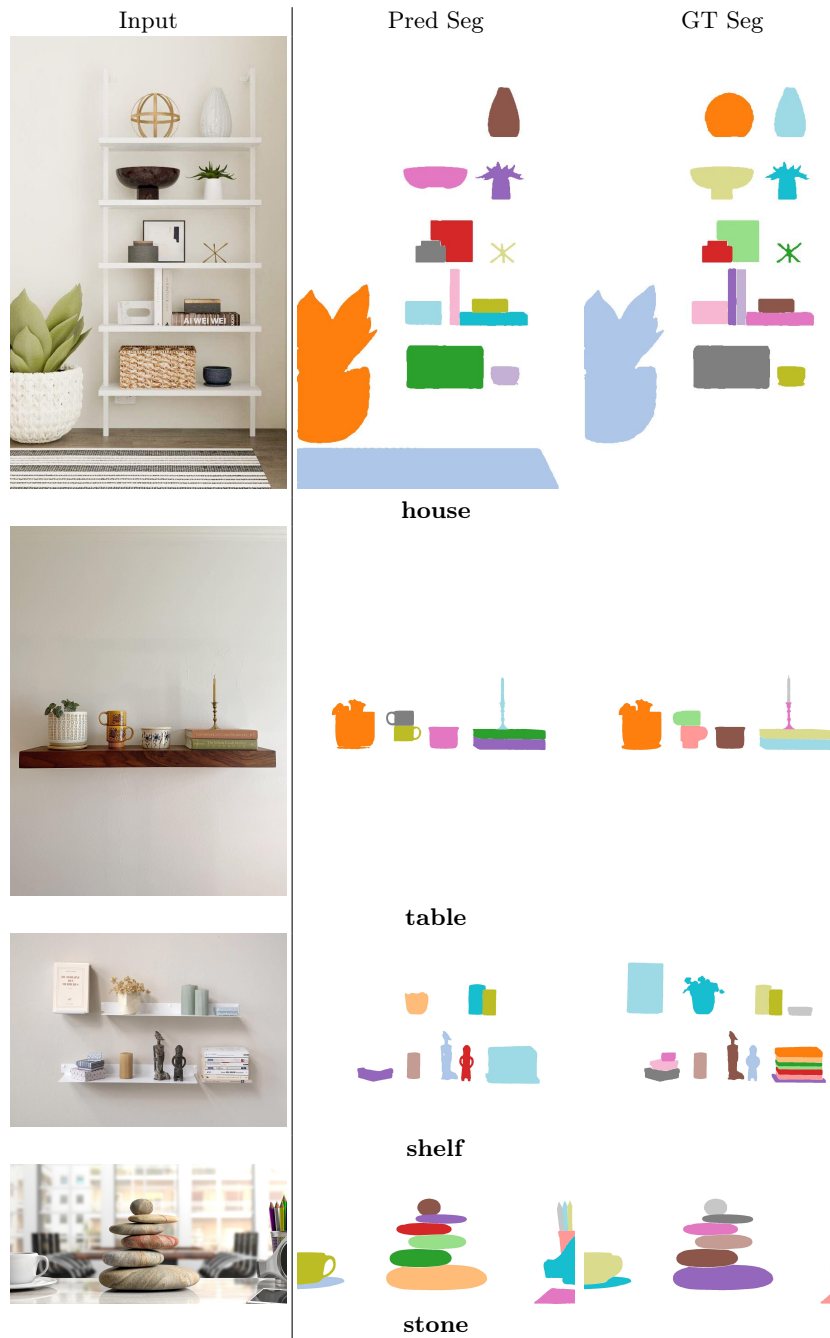 Input Pred Seg GT Seg
AI WEI WEI
house
table
shelf
stone